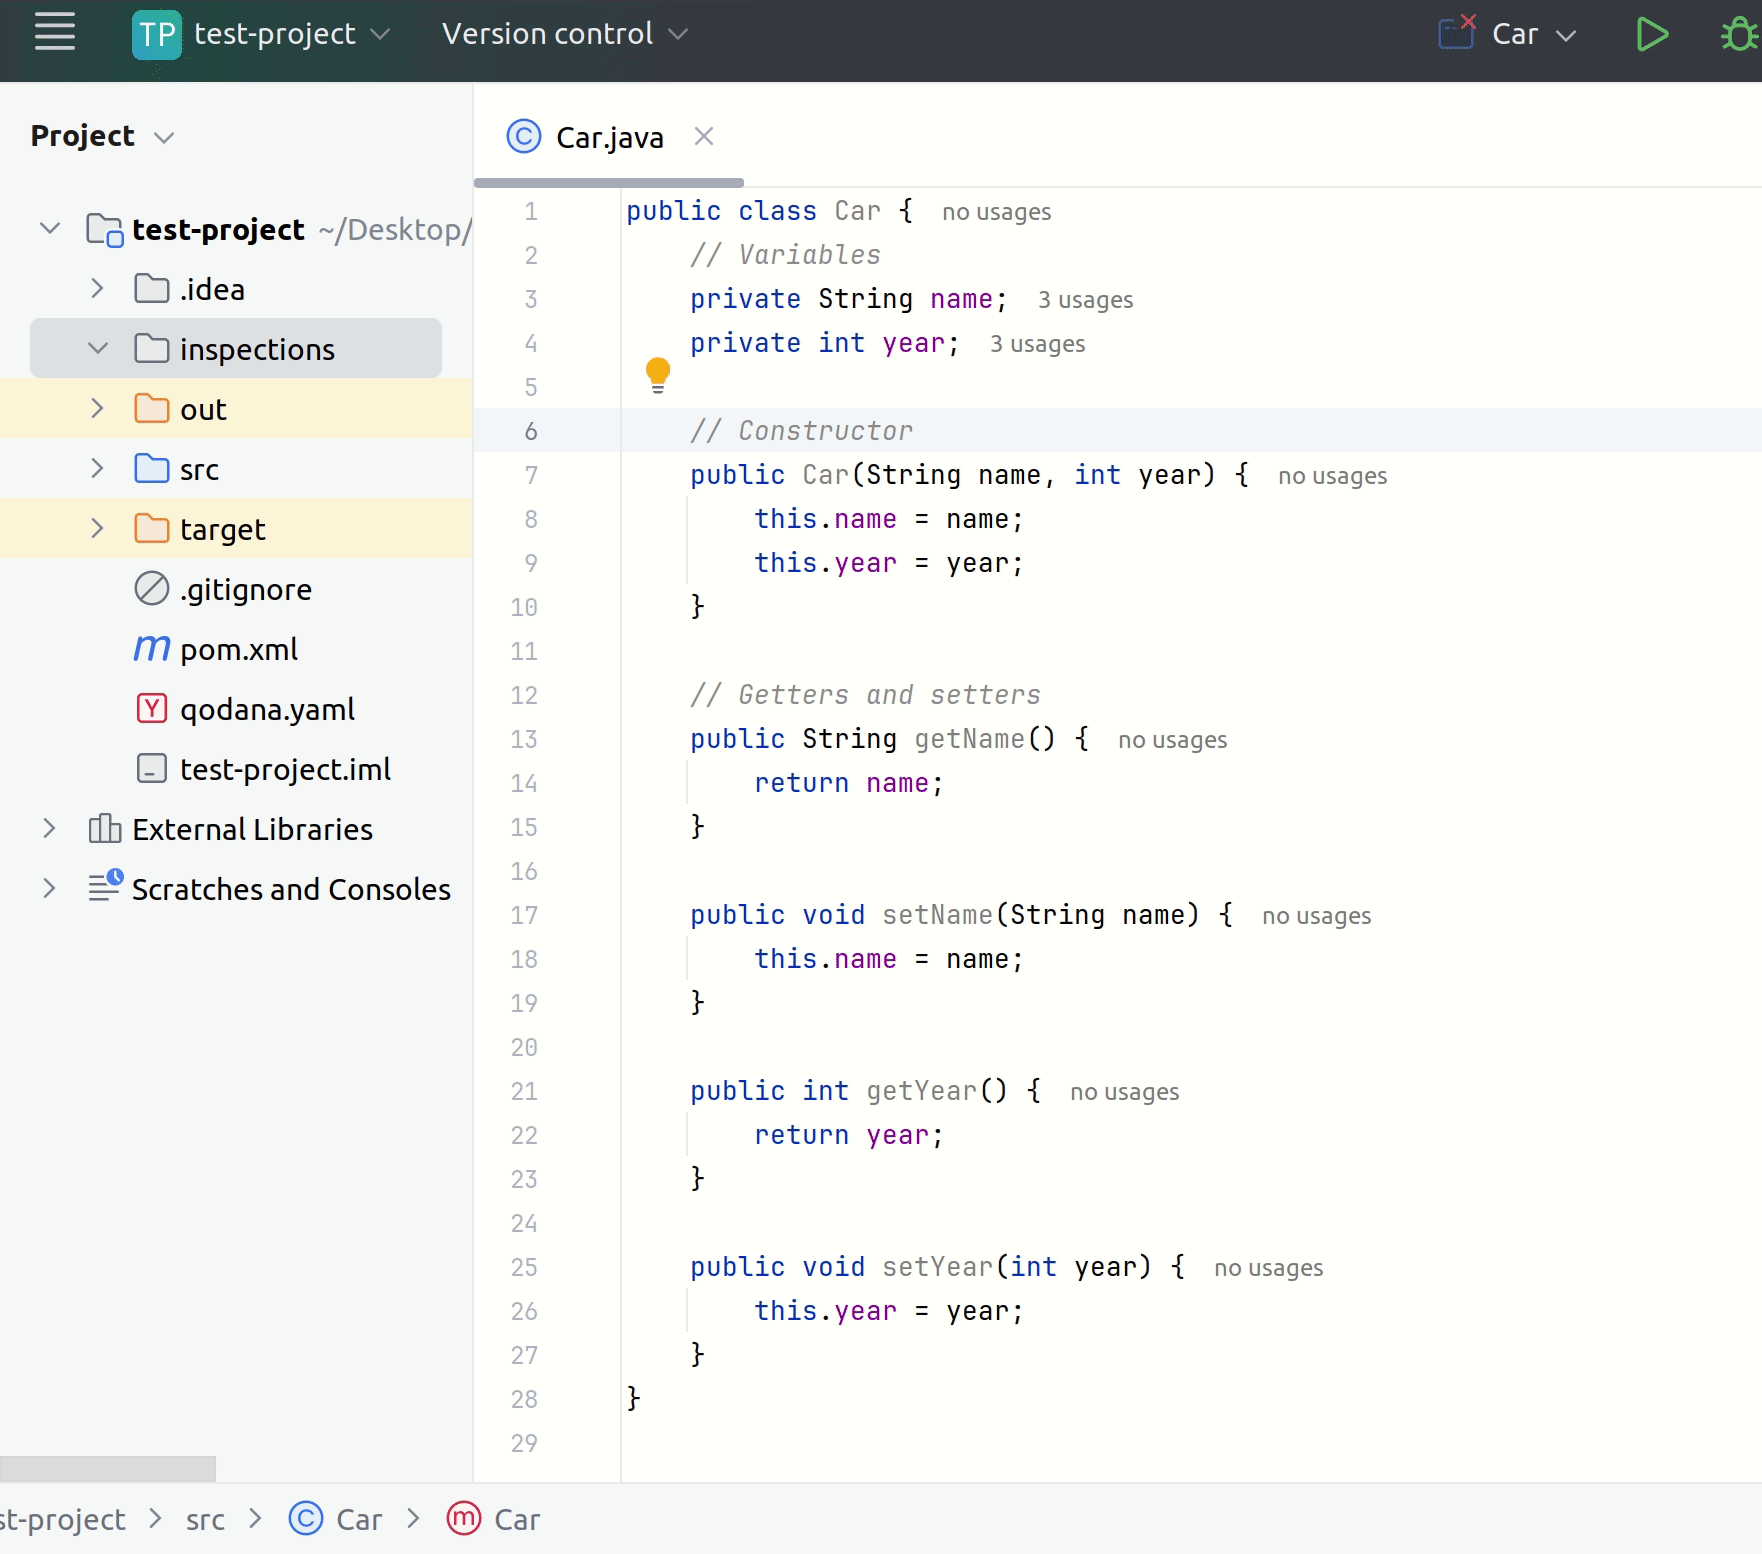 TP test-project Version control Car
Project
Car.java
test-project ~/Desktop/
.idea
inspections
out
src
target
.gitignore
pom.xml
qodana.yaml
test-project.iml
External Libraries
Scratches and Consoles
1 public class Car { no usages
2 // Variables
3 private String name; 3 usages
4 private int year; 3 usages
5
6 // Constructor
7 public Car(String name, int year) { no usages
8 this.name = name;
9 this.year = year;
10 }
11
12 // Getters and setters
13 public String getName() { no usages
14 return name;
15 }
16
17 public void setName(String name) { no usages
18 this.name = name;
19 }
20
21 public int getYear() { no usages
22 return year;
23 }
24
25 public void setYear(int year) { no usages
26 this.year = year;
27 }
28 }
29
st-project > src > C Car > m Car